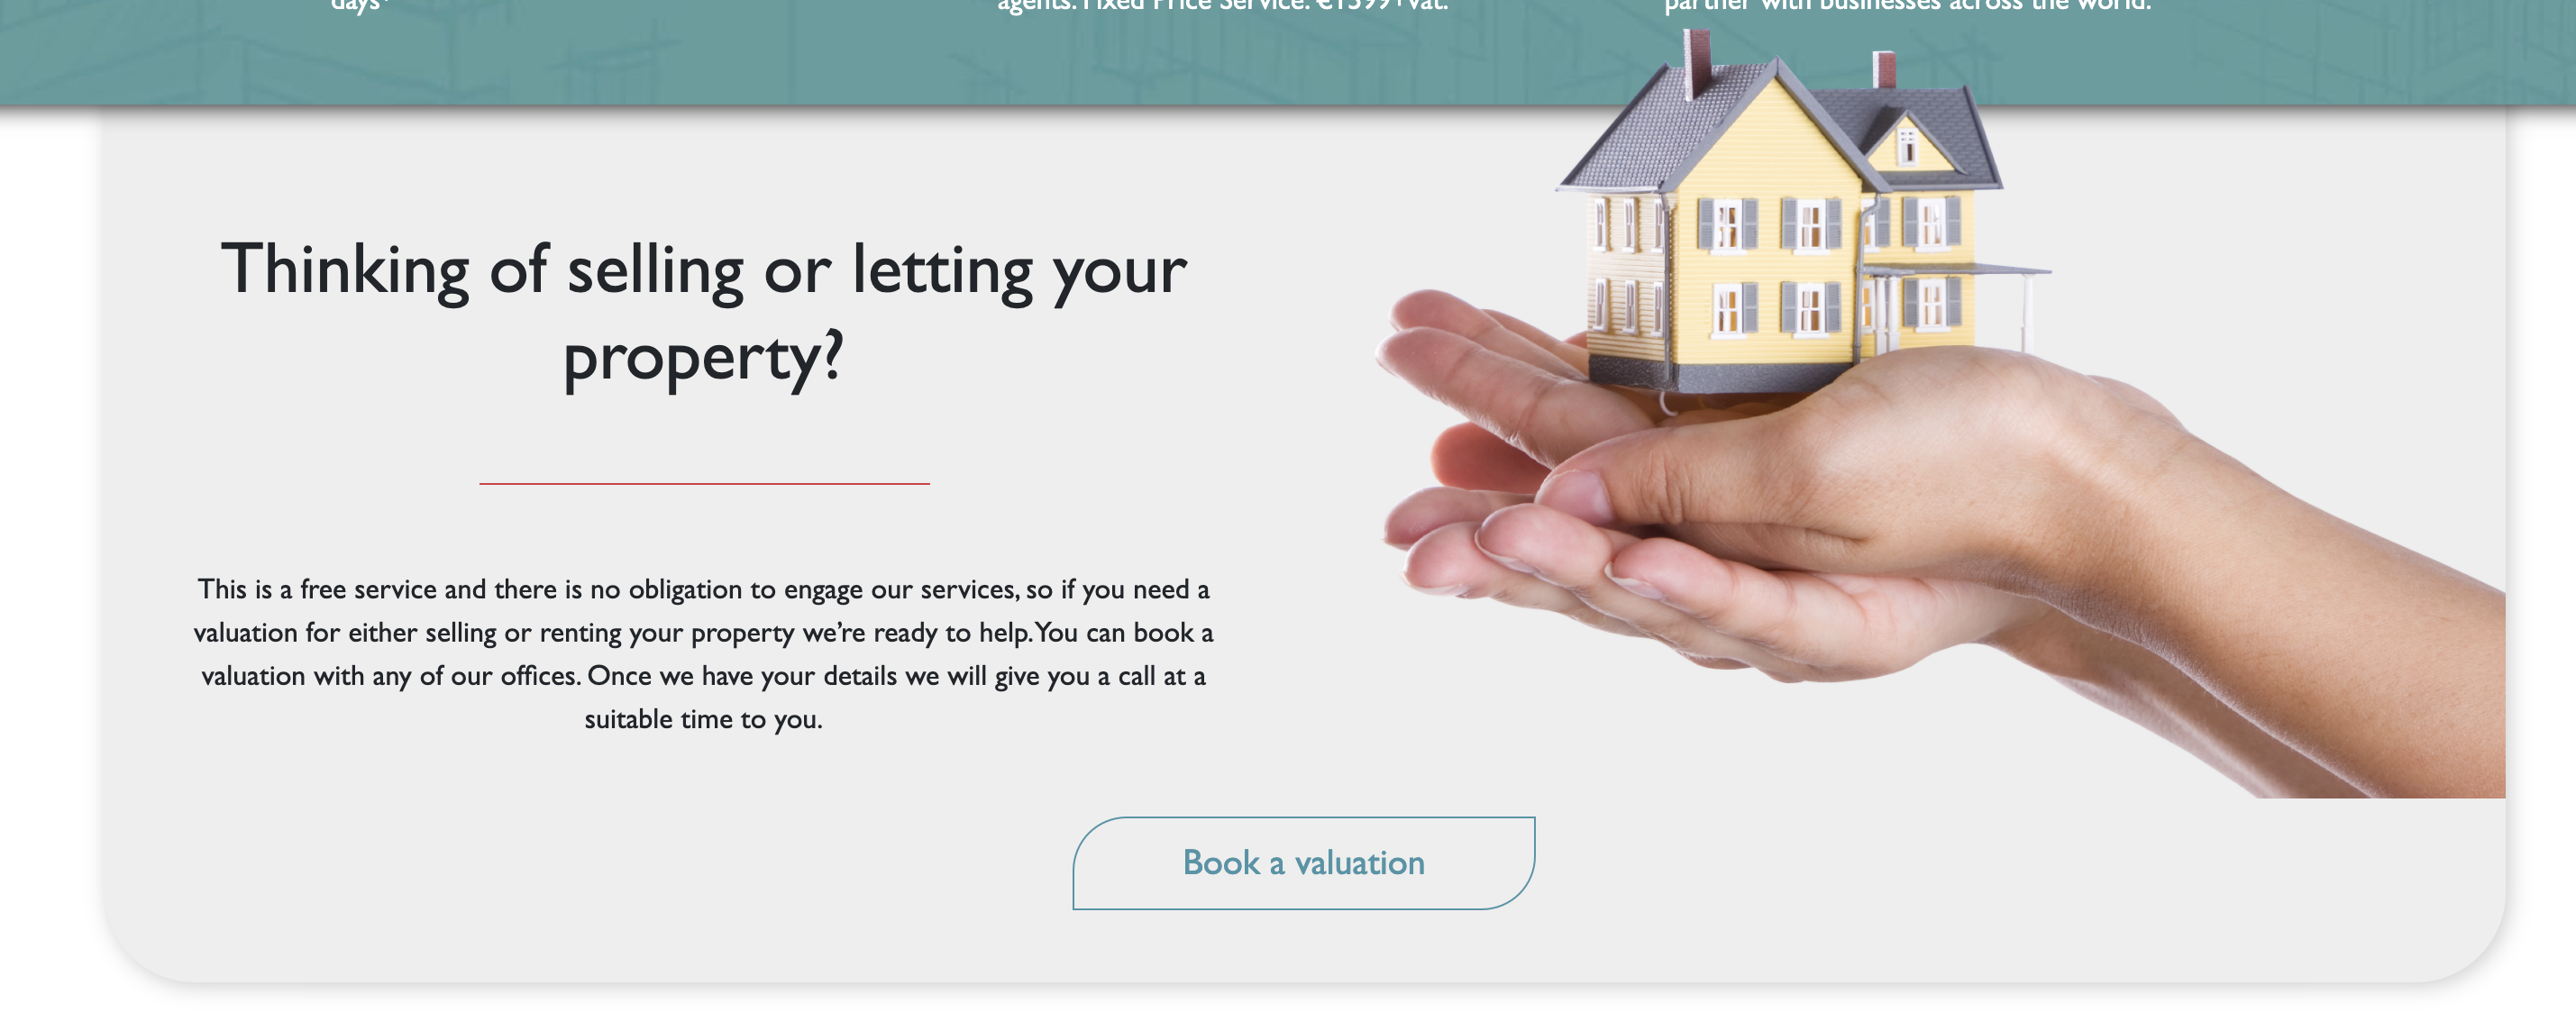 days*
agents. Fixed Price Service. €1599+vat.
partner with businesses across the world.
Thinking of selling or letting your
property?
This is a free service and there is no obligation to engage our services, so if you need a
valuation for either selling or renting your property we’re ready to help. You can book a
valuation with any of our offices. Once we have your details we will give you a call at a
suitable time to you.
Book a valuation